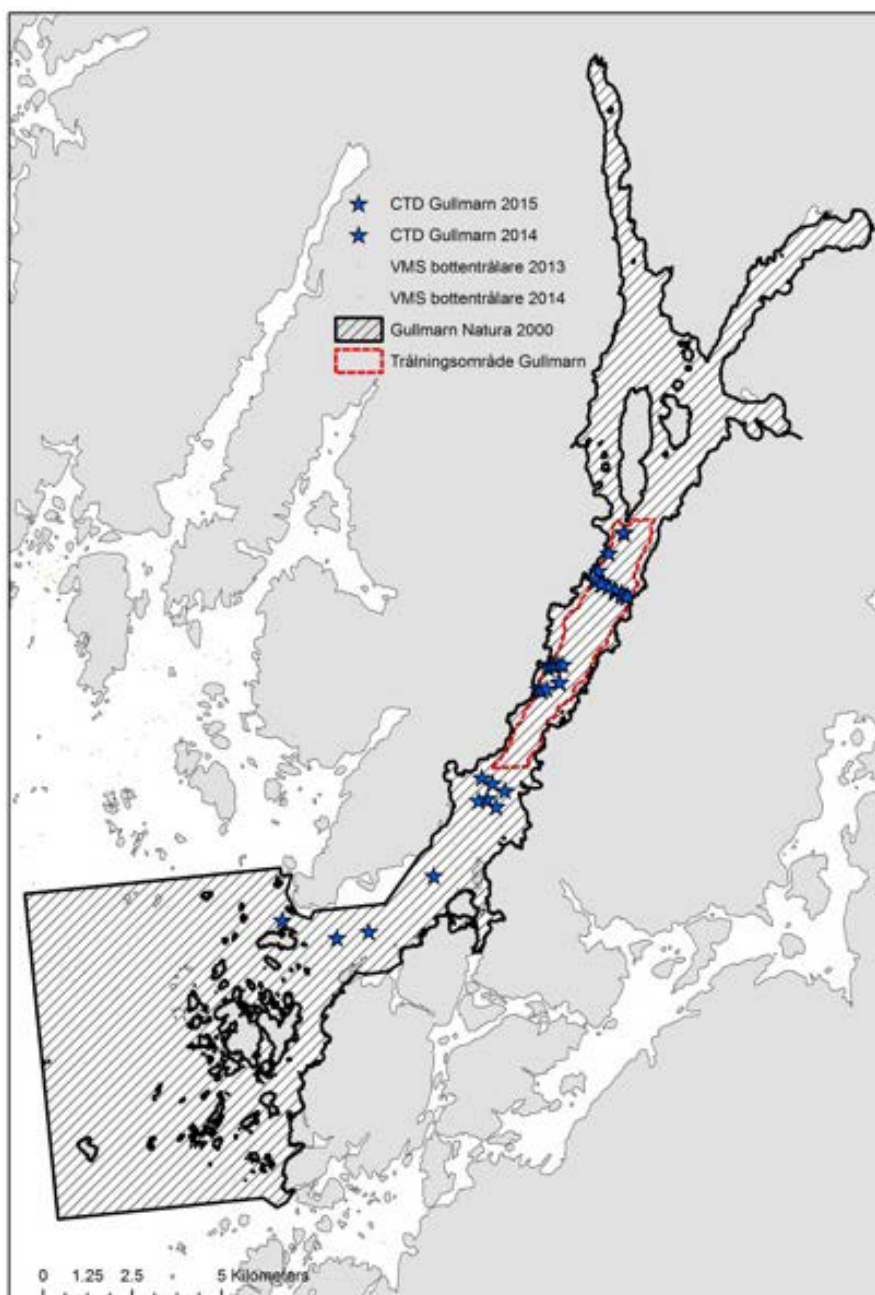 CTD Gullmarn 2015
CTD Gullmarn 2014
VMS bottentrålare 2013
VMS bottentrålare 2014
Gullmarn Natura 2000
Trålningsområde Gullmarn
0 1.25 2.5 5 Kilometers